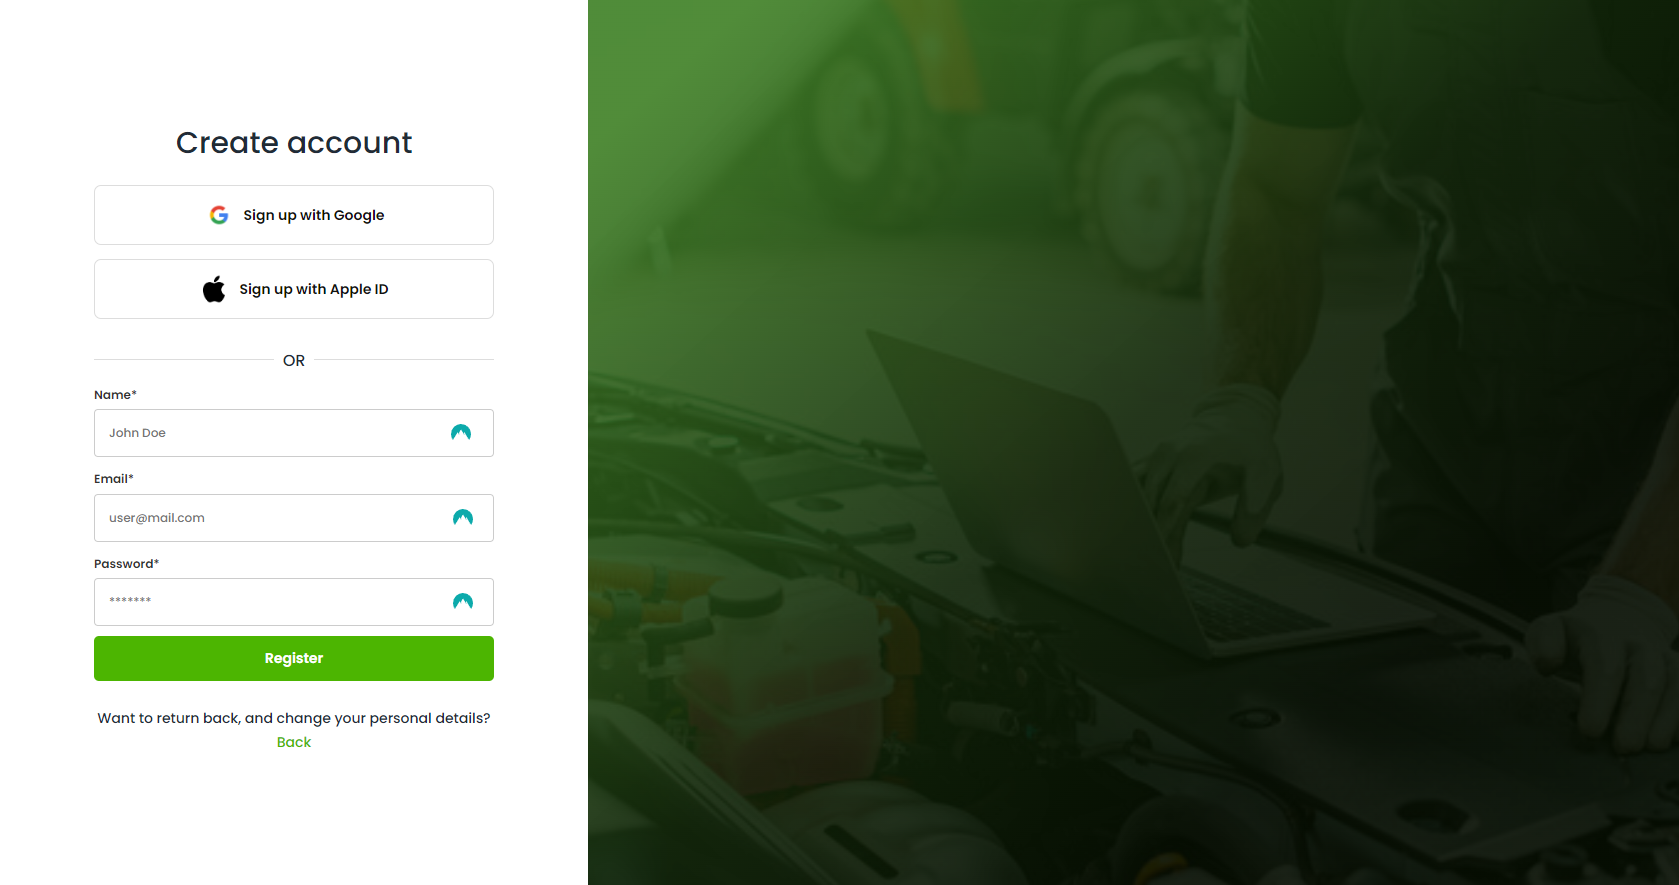 Create account
Sign up with Google
Sign up with Apple ID
OR
Name*
John Doe
Email*
user@mail.com
Password*
*******
Register
Want to return back, and change your personal details?
Back